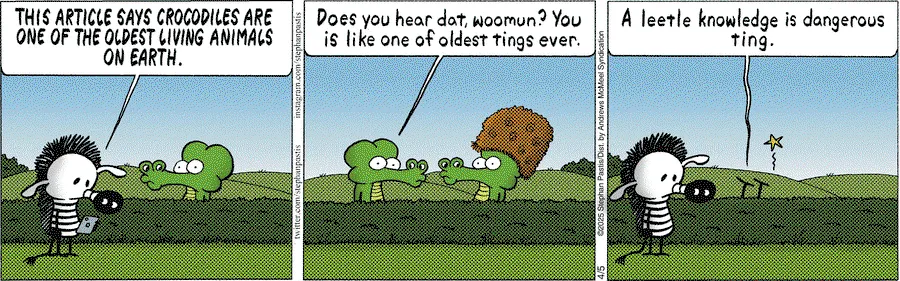 THIS ARTICLE SAYS CROCODILES ARE
ONE OF THE OLDEST LIVING ANIMALS
ON EARTH.
twitter.com/stephanpastis instagram.com/stephanpastis
Does you hear dat, woomun? You
is like one of oldest tings ever.
4/5 ©2025 Stephan Pastis/Dist. by Andrews McMeel Syndication
A leetle knowledge is dangerous
ting.